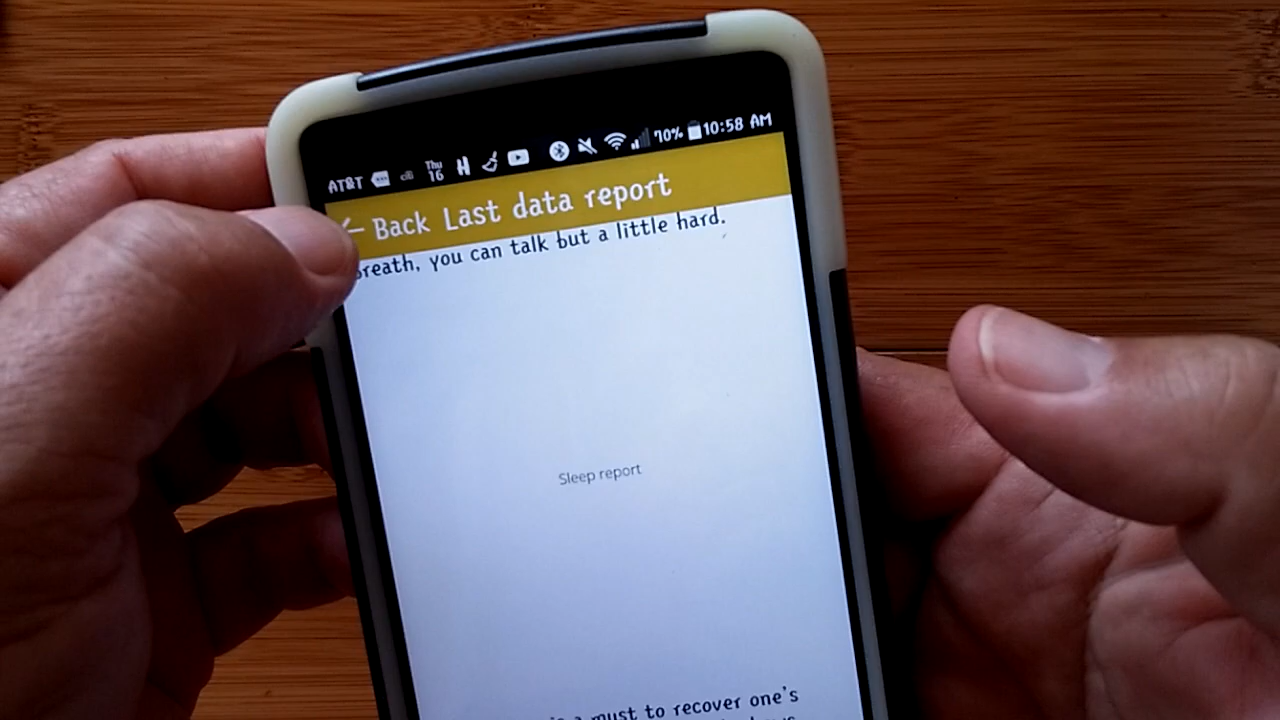 AT&T Thu 16 70% 10:58 AM
← Back Last data report
breath, you can talk but a little hard.
Sleep report
a must to recover one's